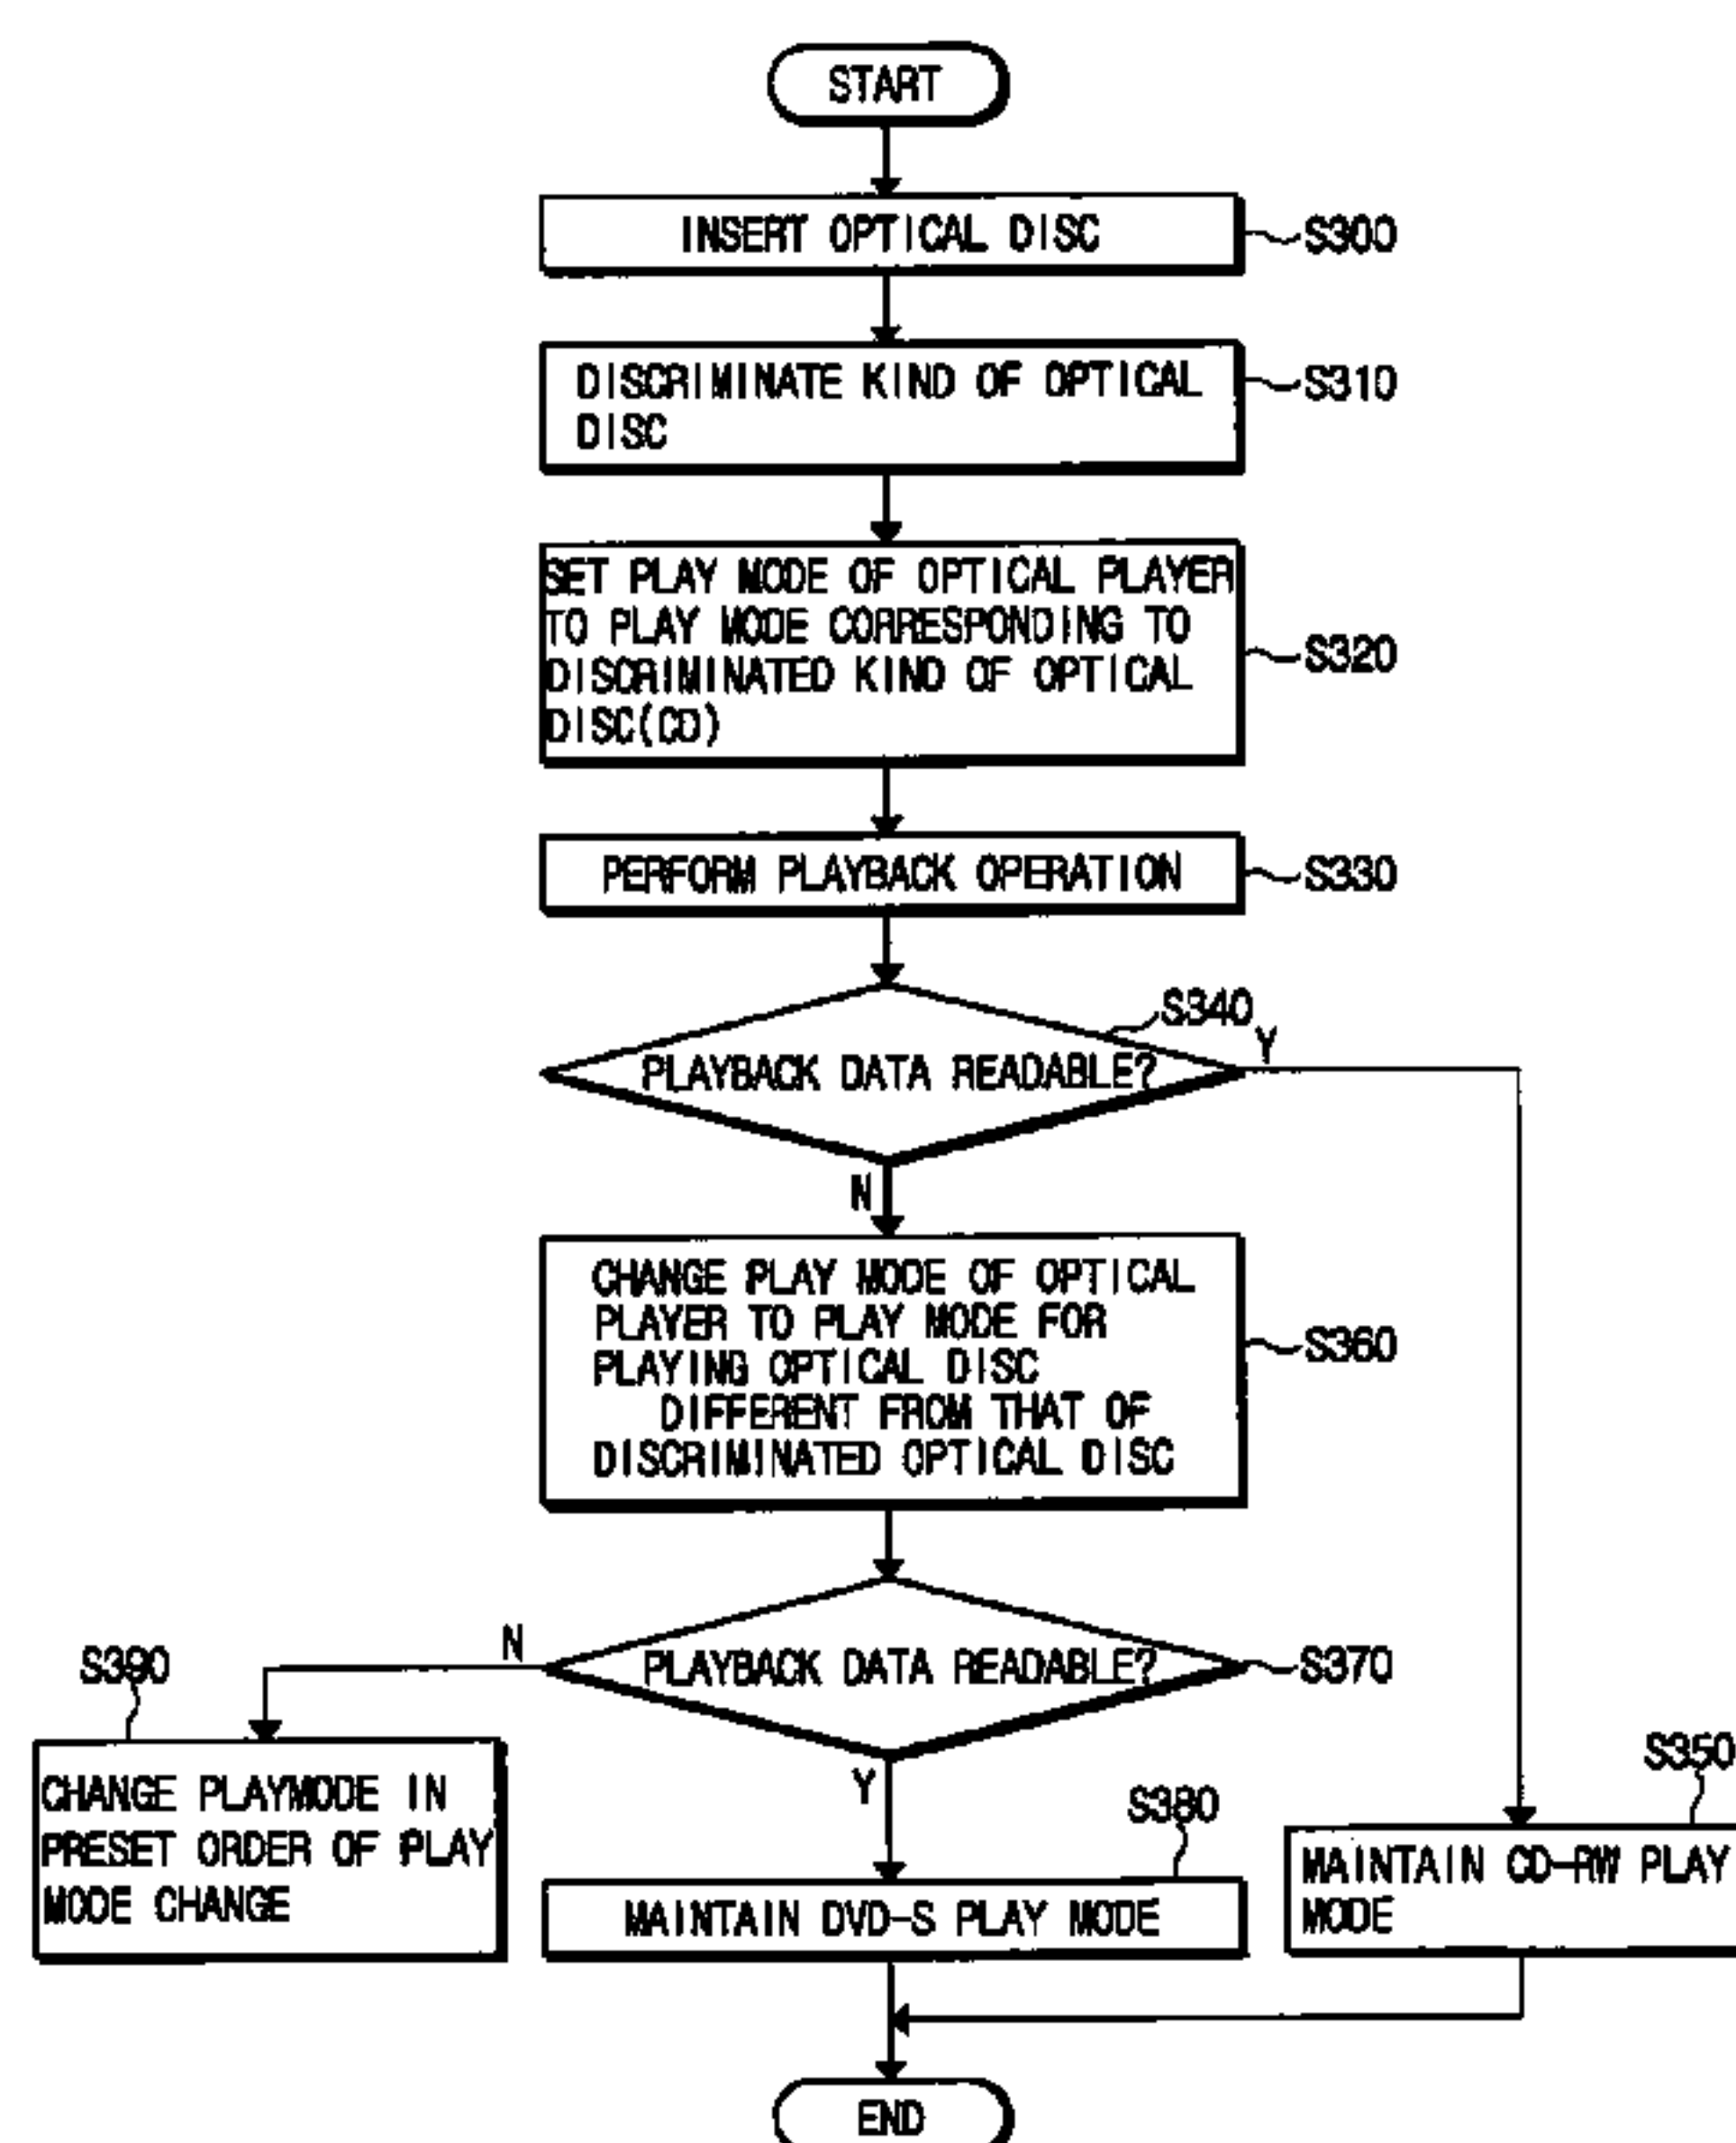 START
INSERT OPTICAL DISC
S300
DISCRIMINATE KIND OF OPTICAL
DISC
S310
SET PLAY MODE OF OPTICAL PLAYER
TO PLAY MODE CORRESPONDING TO
DISCRIMINATED KIND OF OPTICAL
DISC(CD)
S320
PERFORM PLAYBACK OPERATION
S330
S340
PLAYBACK DATA READABLE?
Y
N
CHANGE PLAY MODE OF OPTICAL
PLAYER TO PLAY MODE FOR
PLAYING OPTICAL DISC
DIFFERENT FROM THAT OF
DISCRIMINATED OPTICAL DISC
S360
N
PLAYBACK DATA READABLE?
S370
S390
CHANGE PLAYMODE IN
PRESET ORDER OF PLAY
MODE CHANGE
Y
S380
MAINTAIN DVD-S PLAY MODE
S350
MAINTAIN CD-RW PLAY
MODE
END